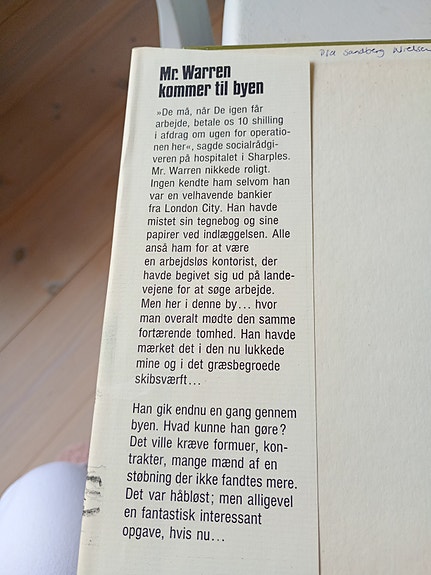 Pia Sandberg Nielsen
Mr. Warren
kommer til byen
»De må, når De igen får
arbejde, betale os 10 shilling
i afdrag om ugen for operatio-
nen her«, sagde socialrådgi-
veren på hospitalet i Sharples.
Mr. Warren nikkede roligt.
Ingen kendte ham selvom han
var en velhavende bankier
fra London City. Han havde
mistet sin tegnebog og sine
papirer ved indlæggelsen. Alle
anså ham for at være
en arbejdsløs kontorist, der
havde begivet sig ud på lande-
vejene for at søge arbejde.
Men her i denne by... hvor
man overalt mødte den samme
fortærende tomhed. Han havde
mærket det i den nu lukkede
mine og i det græsbegroede
skibsværft...
Han gik endnu en gang gennem
byen. Hvad kunne han gøre?
Det ville kræve formuer, kon-
trakter, mange mænd af en
støbning der ikke fandtes mere.
Det var håbløst; men alligevel
en fantastisk interessant
opgave, hvis nu...